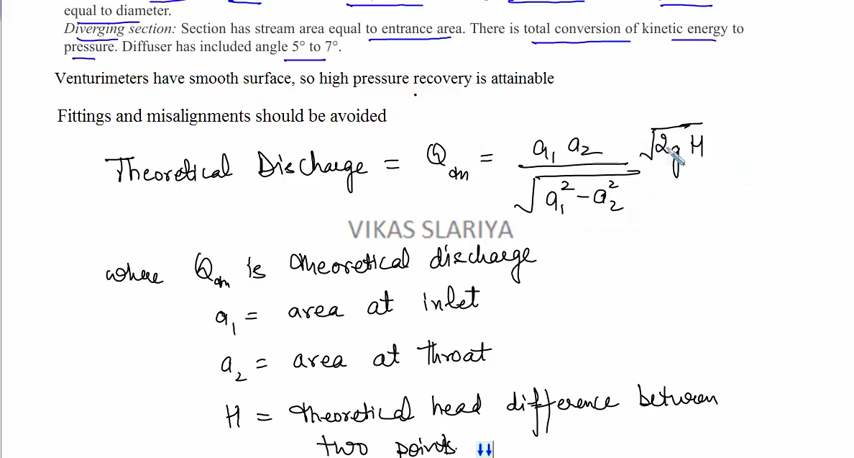 equal to diameter.
Diverging section: Section has stream area equal to entrance area. There is total conversion of kinetic energy to
pressure. Diffuser has included angle 5° to 7°.
Venturimeters have smooth surface, so high pressure recovery is attainable
Fittings and misalignments should be avoided
Theoretical Discharge = Qth = a₁ a₂ / √(a₁² - a₂²) √2gH
VIKAS SLARIYA
where Qth is theoretical discharge
a₁ = area at inlet
a₂ = area at throat
H = theoretical head difference between
two points